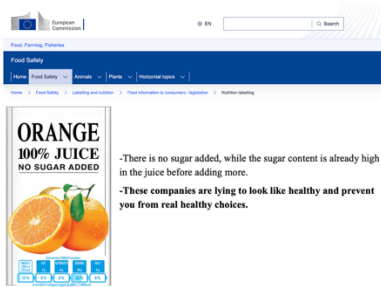 European
Commission
EN
Search
Food, Farming, Fisheries
Food Safety
Home Food Safety Animals Plants Horizontal topics
Home > Food Safety > Labelling and nutrition > Food information to consumers - legislation > Nutrition labelling
ORANGE
100% JUICE
NO SUGAR ADDED
-There is no sugar added, while the sugar content is already high
in the juice before adding more.
-These companies are lying to look like healthy and prevent
you from real healthy choices.